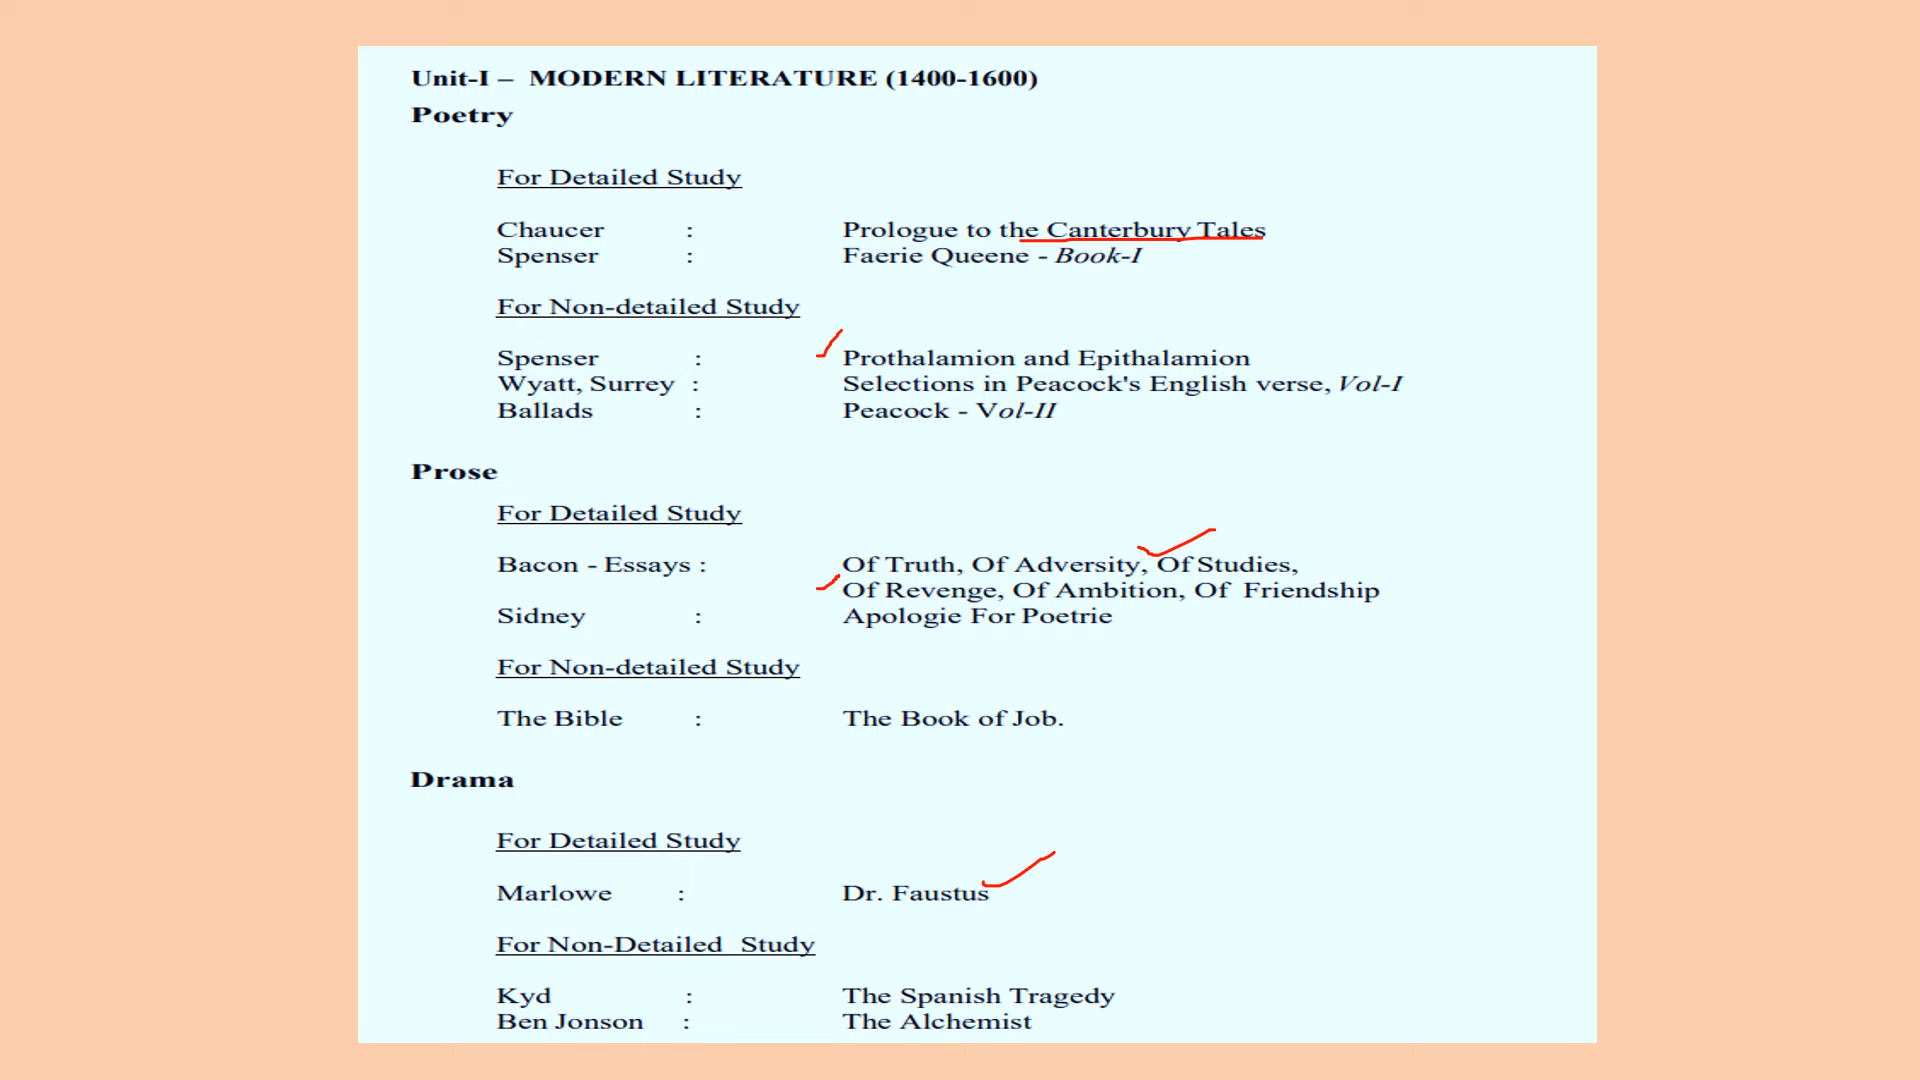 Unit-I – MODERN LITERATURE (1400-1600)
Poetry
For Detailed Study
Chaucer : Prologue to the Canterbury Tales
Spenser : Faerie Queene - Book-I
For Non-detailed Study
Spenser : Prothalamion and Epithalamion
Wyatt, Surrey : Selections in Peacock's English verse, Vol-I
Ballads : Peacock - Vol-II
Prose
For Detailed Study
Bacon - Essays : Of Truth, Of Adversity, Of Studies,
Of Revenge, Of Ambition, Of Friendship
Sidney : Apologie For Poetrie
For Non-detailed Study
The Bible : The Book of Job.
Drama
For Detailed Study
Marlowe : Dr. Faustus
For Non-Detailed Study
Kyd : The Spanish Tragedy
Ben Jonson : The Alchemist